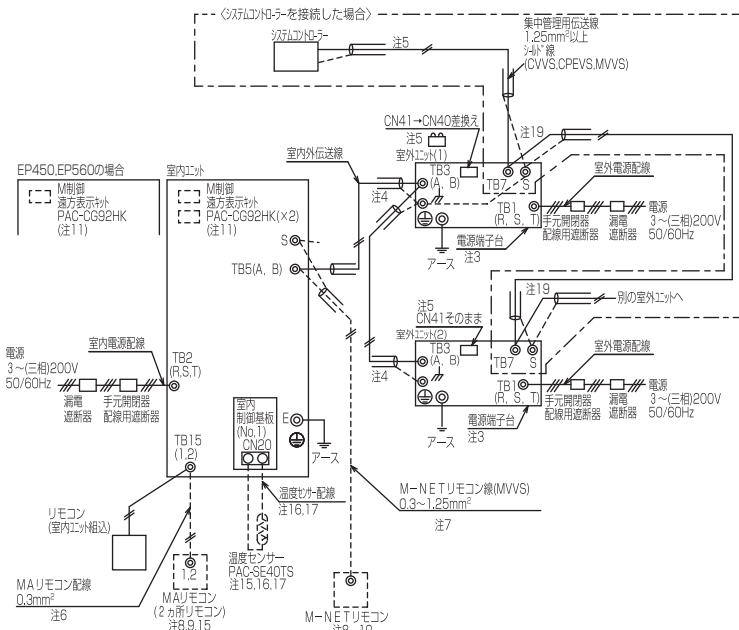 〈システムコントローラーを接続した場合〉
システムコントローラー
注5
集中管理用伝送線
1.25mm²以上
シールド線
(CVVS,CPEVS,MVVS)
CN41→CN40差換え
注5
室外ユニット(1)
注19
室内外伝送線
TB3
(A, B)
注4
TB7
S
室外電源配線
TB1
(R, S, T)
手元開閉器
配線用遮断器
漏電
遮断器
電源
3～(三相)200V
50/60Hz
電源端子台
注3
アース
EP450,EP560の場合
M制御
遠方表示キット
PAC-CG92HK
(注11)
室内ユニット
M制御
遠方表示キット
PAC-CG92HK(×2)
(注11)
S
TB5(A, B)
注19
別の室外ユニットへ
注5
CN41そのまま
室外ユニット(2)
TB3
(A, B)
注4
TB7
S
室外電源配線
TB1
(R, S, T)
手元開閉器
配線用遮断器
漏電
遮断器
電源
3～(三相)200V
50/60Hz
電源端子台
注3
アース
電源
3～(三相)200V
50/60Hz
室内電源配線
漏電
遮断器
手元開閉器
配線用遮断器
TB2
(R,S,T)
室内
制御基板
(No,1)
CN20
E
アース
TB15
(1,2)
温度センサー配線
注16,17
M-NETリモコン線(MVVS)
0.3～1.25mm²
注7
リモコン
(室内ユニット組込)
MAリモコン配線
0.3mm²
注6
1,2
MAリモコン
(2ヵ所リモコン)
注8,9,15
温度センサー
PAC-SE40TS
注15,16,17
M-NETリモコン
注8、10